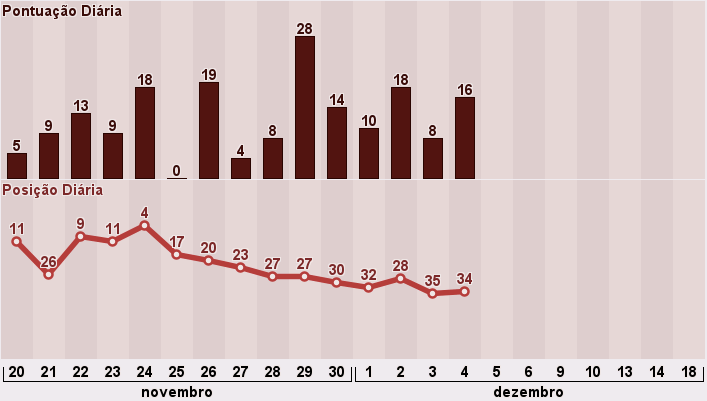 Pontuação Diária
5 9 13 9 18 0 19 4 8 28 14 10 18 8 16
Posição Diária
11 26 9 11 4 17 20 23 27 27 30 32 28 35 34
20 21 22 23 24 25 26 27 28 29 30 1 2 3 4 5 6 9 10 13 14 18
novembro dezembro